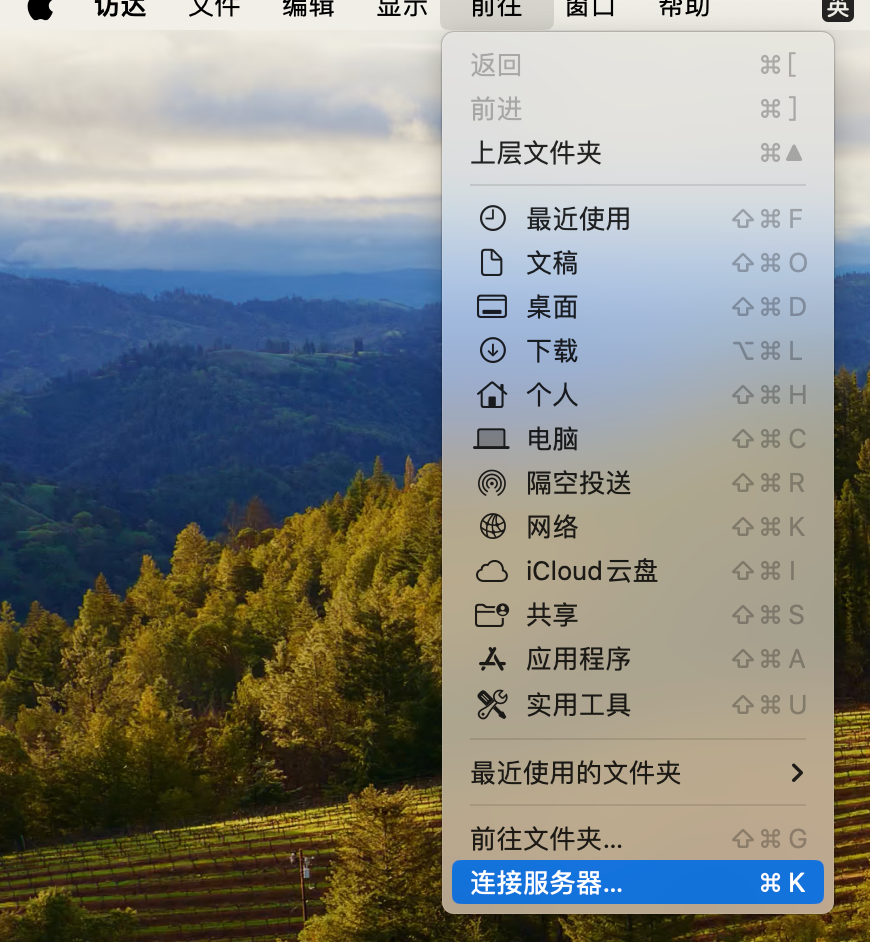 访达 文件 编辑 显示 前往 窗口 帮助 英
返回 ⌘[
前进 ⌘]
上层文件夹 ⌘▲
最近使用 ⇧⌘F
文稿 ⇧⌘O
桌面 ⇧⌘D
下载 ⌥⌘L
个人 ⇧⌘H
电脑 ⇧⌘C
隔空投送 ⇧⌘R
网络 ⇧⌘K
iCloud云盘 ⇧⌘I
共享 ⇧⌘S
应用程序 ⇧⌘A
实用工具 ⇧⌘U
最近使用的文件夹
前往文件夹... ⇧⌘G
连接服务器... ⌘K